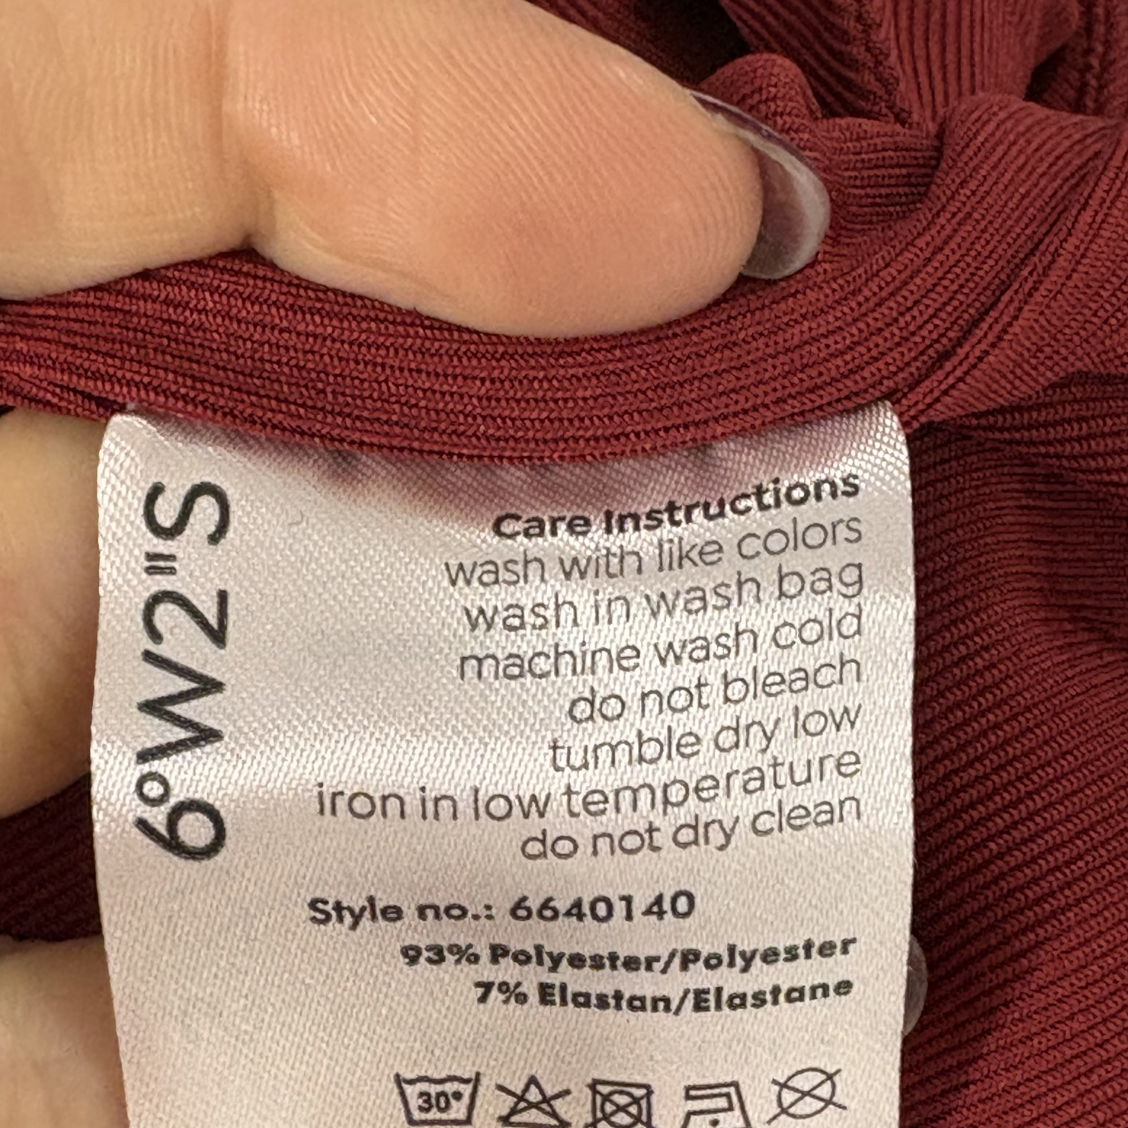 6°W2"S
Care Instructions
wash with like colors
wash in wash bag
machine wash cold
do not bleach
tumble dry low
iron in low temperature
do not dry clean
Style no.: 6640140
93% Polyester/Polyester
7% Elastan/Elastane
30°